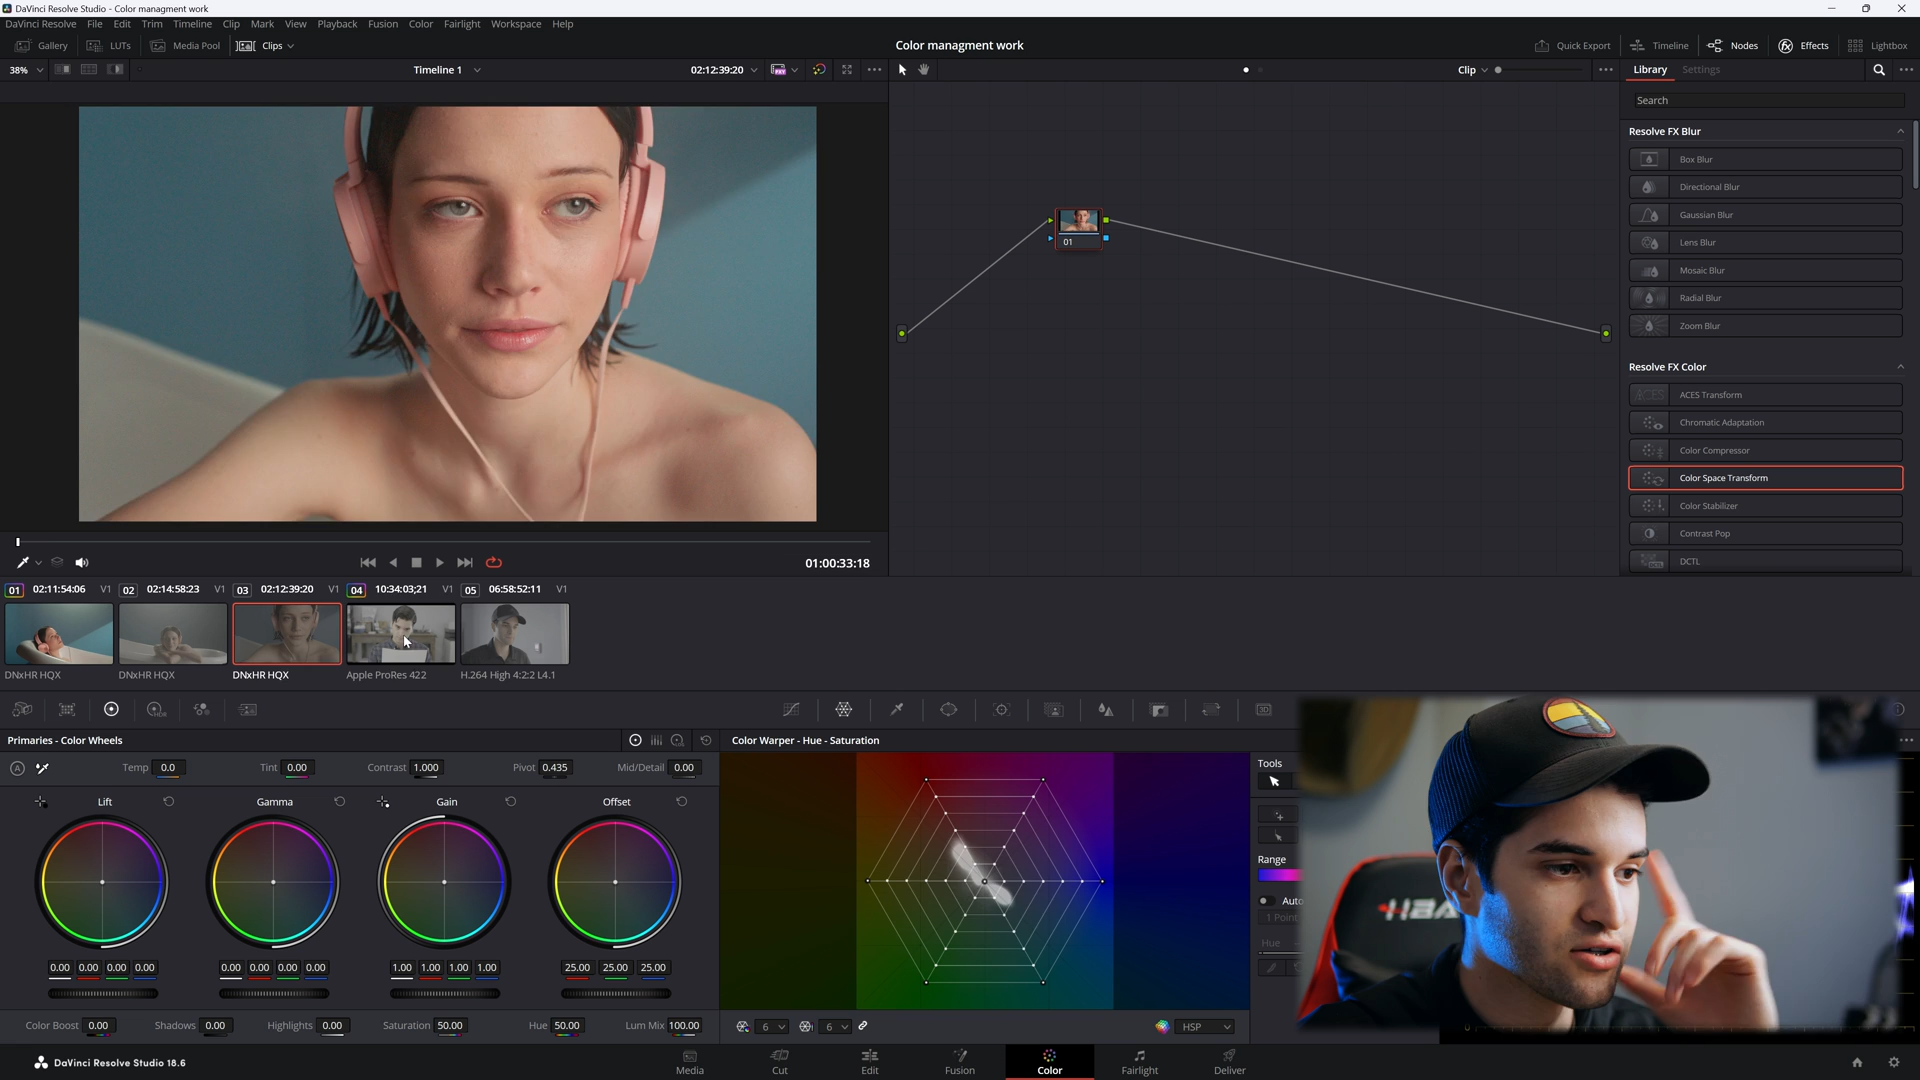 DaVinci Resolve Studio - Color managment work
DaVinci Resolve File Edit Trim Timeline Clip Mark View Playback Fusion Color Fairlight Workspace Help
Gallery LUTs Media Pool Clips Color managment work Quick Export Timeline Nodes Effects Lightbox
38% Timeline 1 02:12:39:20 Clip Library Settings
Search
Resolve FX Blur
Box Blur
Directional Blur
Gaussian Blur
Lens Blur
Mosaic Blur
Radial Blur
Zoom Blur
01
Resolve FX Color
ACES Transform
Chromatic Adaptation
Color Compressor
Color Space Transform
Color Stabilizer
Contrast Pop
DCTL
01:00:33:18
01 02:11:54:06 V1 02 02:14:58:23 V1 03 02:12:39:20 V1 04 10:34:03;21 V1 05 06:58:52:11 V1
DNxHR HQX DNxHR HQX DNxHR HQX Apple ProRes 422 H.264 High 4:2:2 L4.1
Primaries - Color Wheels Color Warper - Hue - Saturation
Temp 0.0 Tint 0.00 Contrast 1.000 Pivot 0.435 Mid/Detail 0.00 Tools
Lift Gamma Gain Offset
Range
Auto
1 Point
Hue
0.00 0.00 0.00 0.00 0.00 0.00 0.00 0.00 1.00 1.00 1.00 1.00 25.00 25.00 25.00
Color Boost 0.00 Shadows 0.00 Highlights 0.00 Saturation 50.00 Hue 50.00 Lum Mix 100.00 6 6 HSP
DaVinci Resolve Studio 18.6 Media Cut Edit Fusion Color Fairlight Deliver